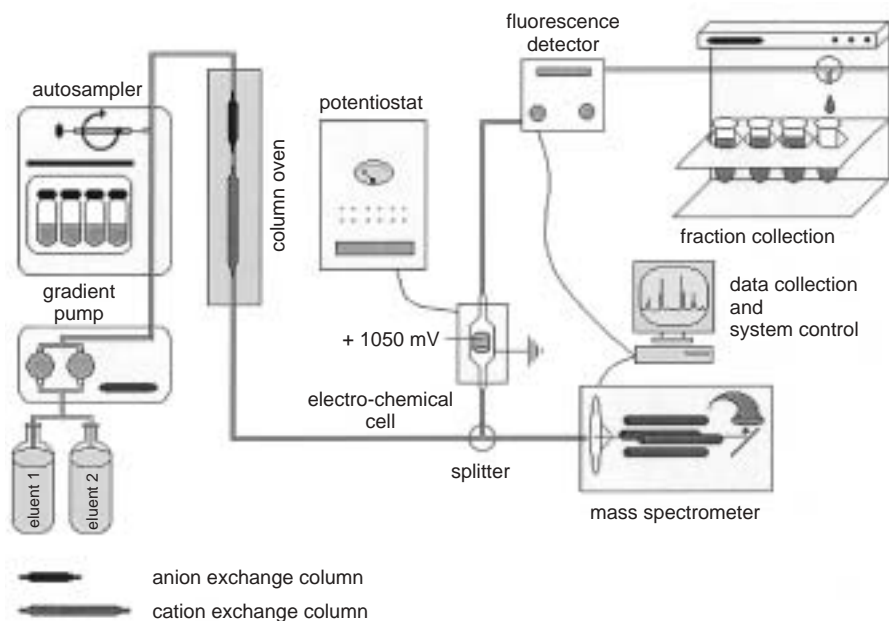 fluorescence
detector
autosampler
potentiostat
column oven
fraction collection
gradient
pump
data collection
and
system control
+ 1050 mV
electro-chemical
cell
splitter
eluent 1
eluent 2
mass spectrometer
anion exchange column
cation exchange column